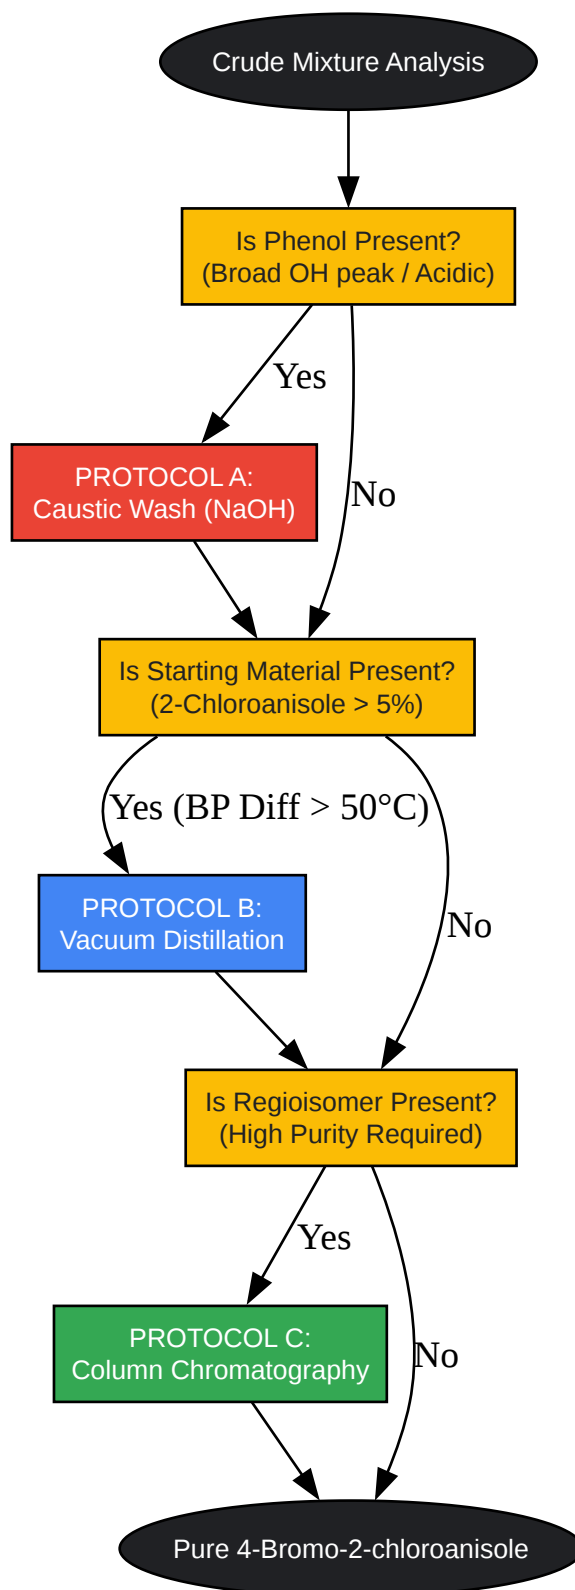 Crude Mixture Analysis
Is Phenol Present?
(Broad OH peak / Acidic)
Yes
PROTOCOL A:
Caustic Wash (NaOH)
No
Is Starting Material Present?
(2-Chloroanisole > 5%)
Yes (BP Diff > 50°C)
PROTOCOL B:
Vacuum Distillation
No
Is Regioisomer Present?
(High Purity Required)
Yes
PROTOCOL C:
Column Chromatography
No
Pure 4-Bromo-2-chloroanisole